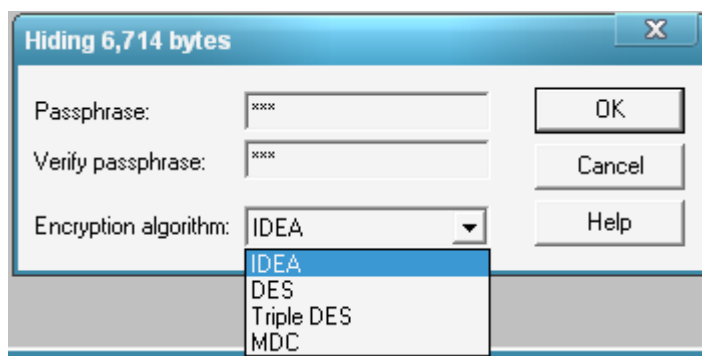 Hiding 6,714 bytes
Passphrase: *** OK
Verify passphrase: *** Cancel
Encryption algorithm: IDEA Help
IDEA
DES
Triple DES
MDC